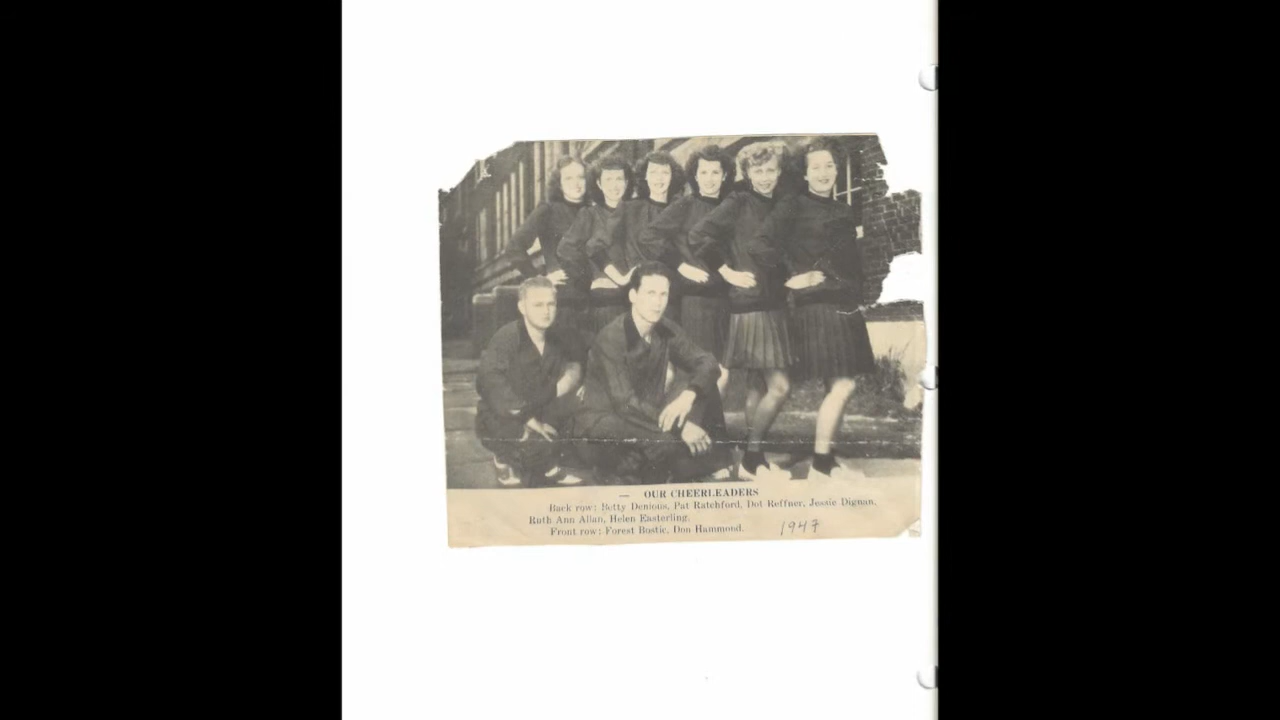 — OUR CHEERLEADERS
Back row: Betty Denious, Pat Ratchford, Dot Reffner, Jessie Dignan,
Ruth Ann Allan, Helen Easterling.
Front row: Forest Bostic, Don Hammond.
1947